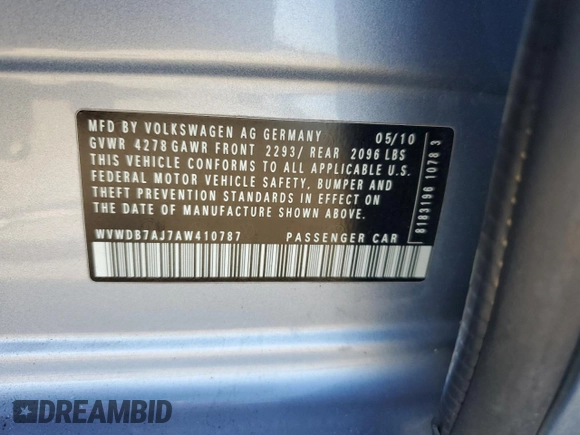 MFD BY VOLKSWAGEN AG GERMANY 05/10
GVWR 4278 GAWR FRONT 2293/ REAR 2096 LBS
THIS VEHICLE CONFORMS TO ALL APPLICABLE U.S.
FEDERAL MOTOR VEHICLE SAFETY, BUMPER AND
THEFT PREVENTION STANDARDS IN EFFECT ON
THE DATE OF MANUFACTURE SHOWN ABOVE.
WVWDB7AJ7AW410787 PASSENGER CAR
8183196 1078 3
DREAMBID